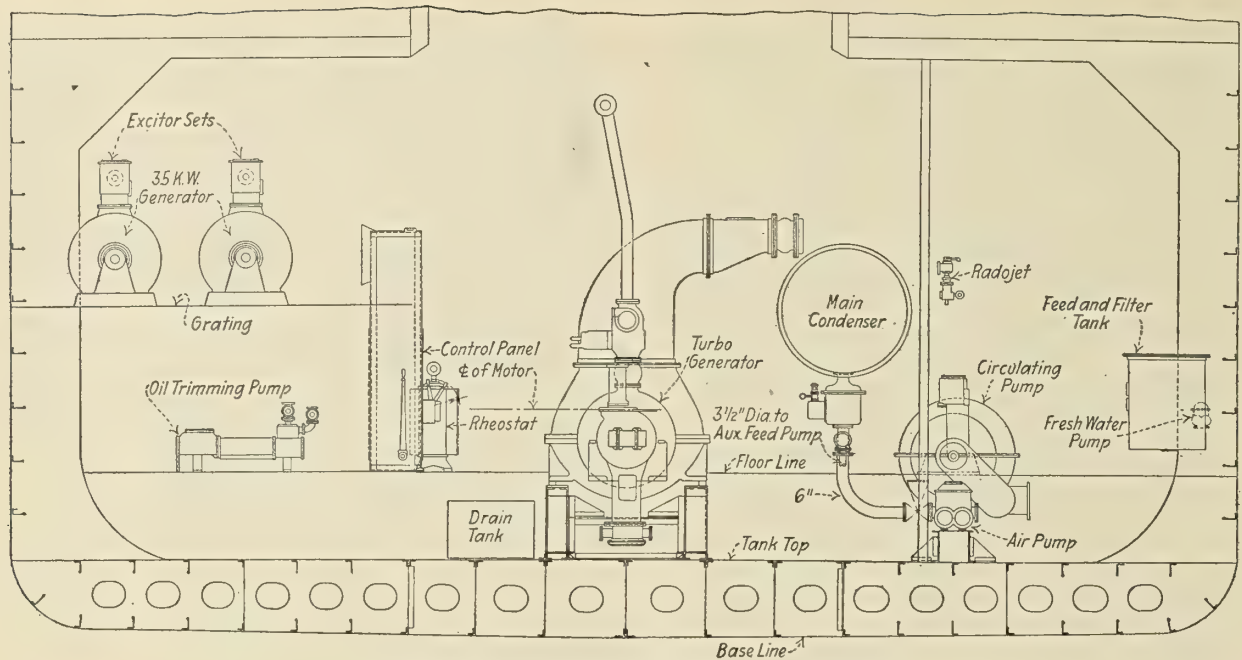 Excitor Sets
35 K.W.
Generator
Grating
Control Panel
℄ of Motor
Oil Trimming Pump
Rheostat
Turbo
Generator
Main
Condenser
Radojet
Feed and Filter
Tank
Circulating
Pump
3½" Dia. to
Aux. Feed Pump
Fresh Water
Pump
Floor Line
6"
Drain
Tank
Tank Top
Air Pump
Base Line